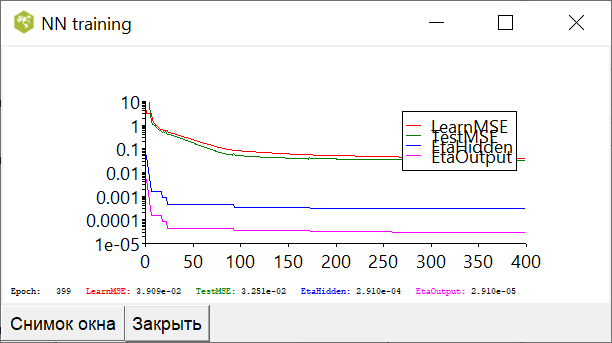 NN training
10
1
0.1
0.01
0.001
0.0001
1e-05
0 50 100 150 200 250 300 350 400
LearnMSE
TestMSE
EtaHidden
EtaOutput
Epoch: 399 LearnMSE: 3.909e-02 TestMSE: 3.251e-02 EtaHidden: 2.910e-04 EtaOutput: 2.910e-05
Снимок окна Закрыть